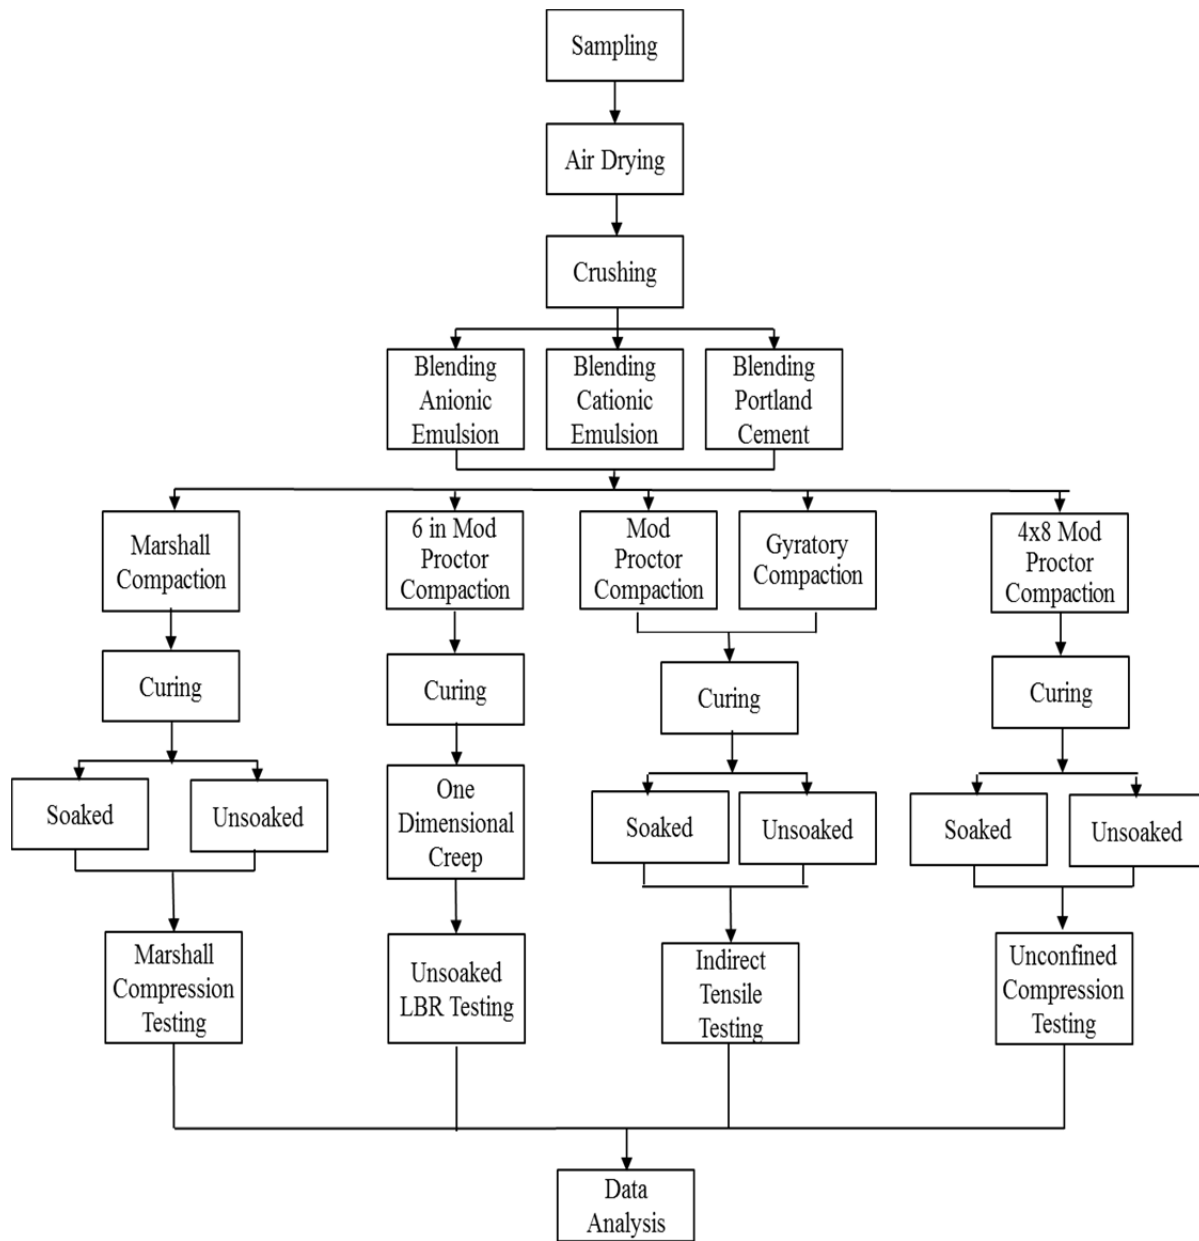 Sampling
Air Drying
Crushing
Blending
Anionic
Emulsion
Blending
Cationic
Emulsion
Blending
Portland
Cement
Marshall
Compaction
6 in Mod
Proctor
Compaction
Mod
Proctor
Compaction
Gyratory
Compaction
4x8 Mod
Proctor
Compaction
Curing
Curing
Curing
Curing
Soaked
Unsoaked
One
Dimensional
Creep
Soaked
Unsoaked
Soaked
Unsoaked
Marshall
Compression
Testing
Unsoaked
LBR Testing
Indirect
Tensile
Testing
Unconfined
Compression
Testing
Data
Analysis